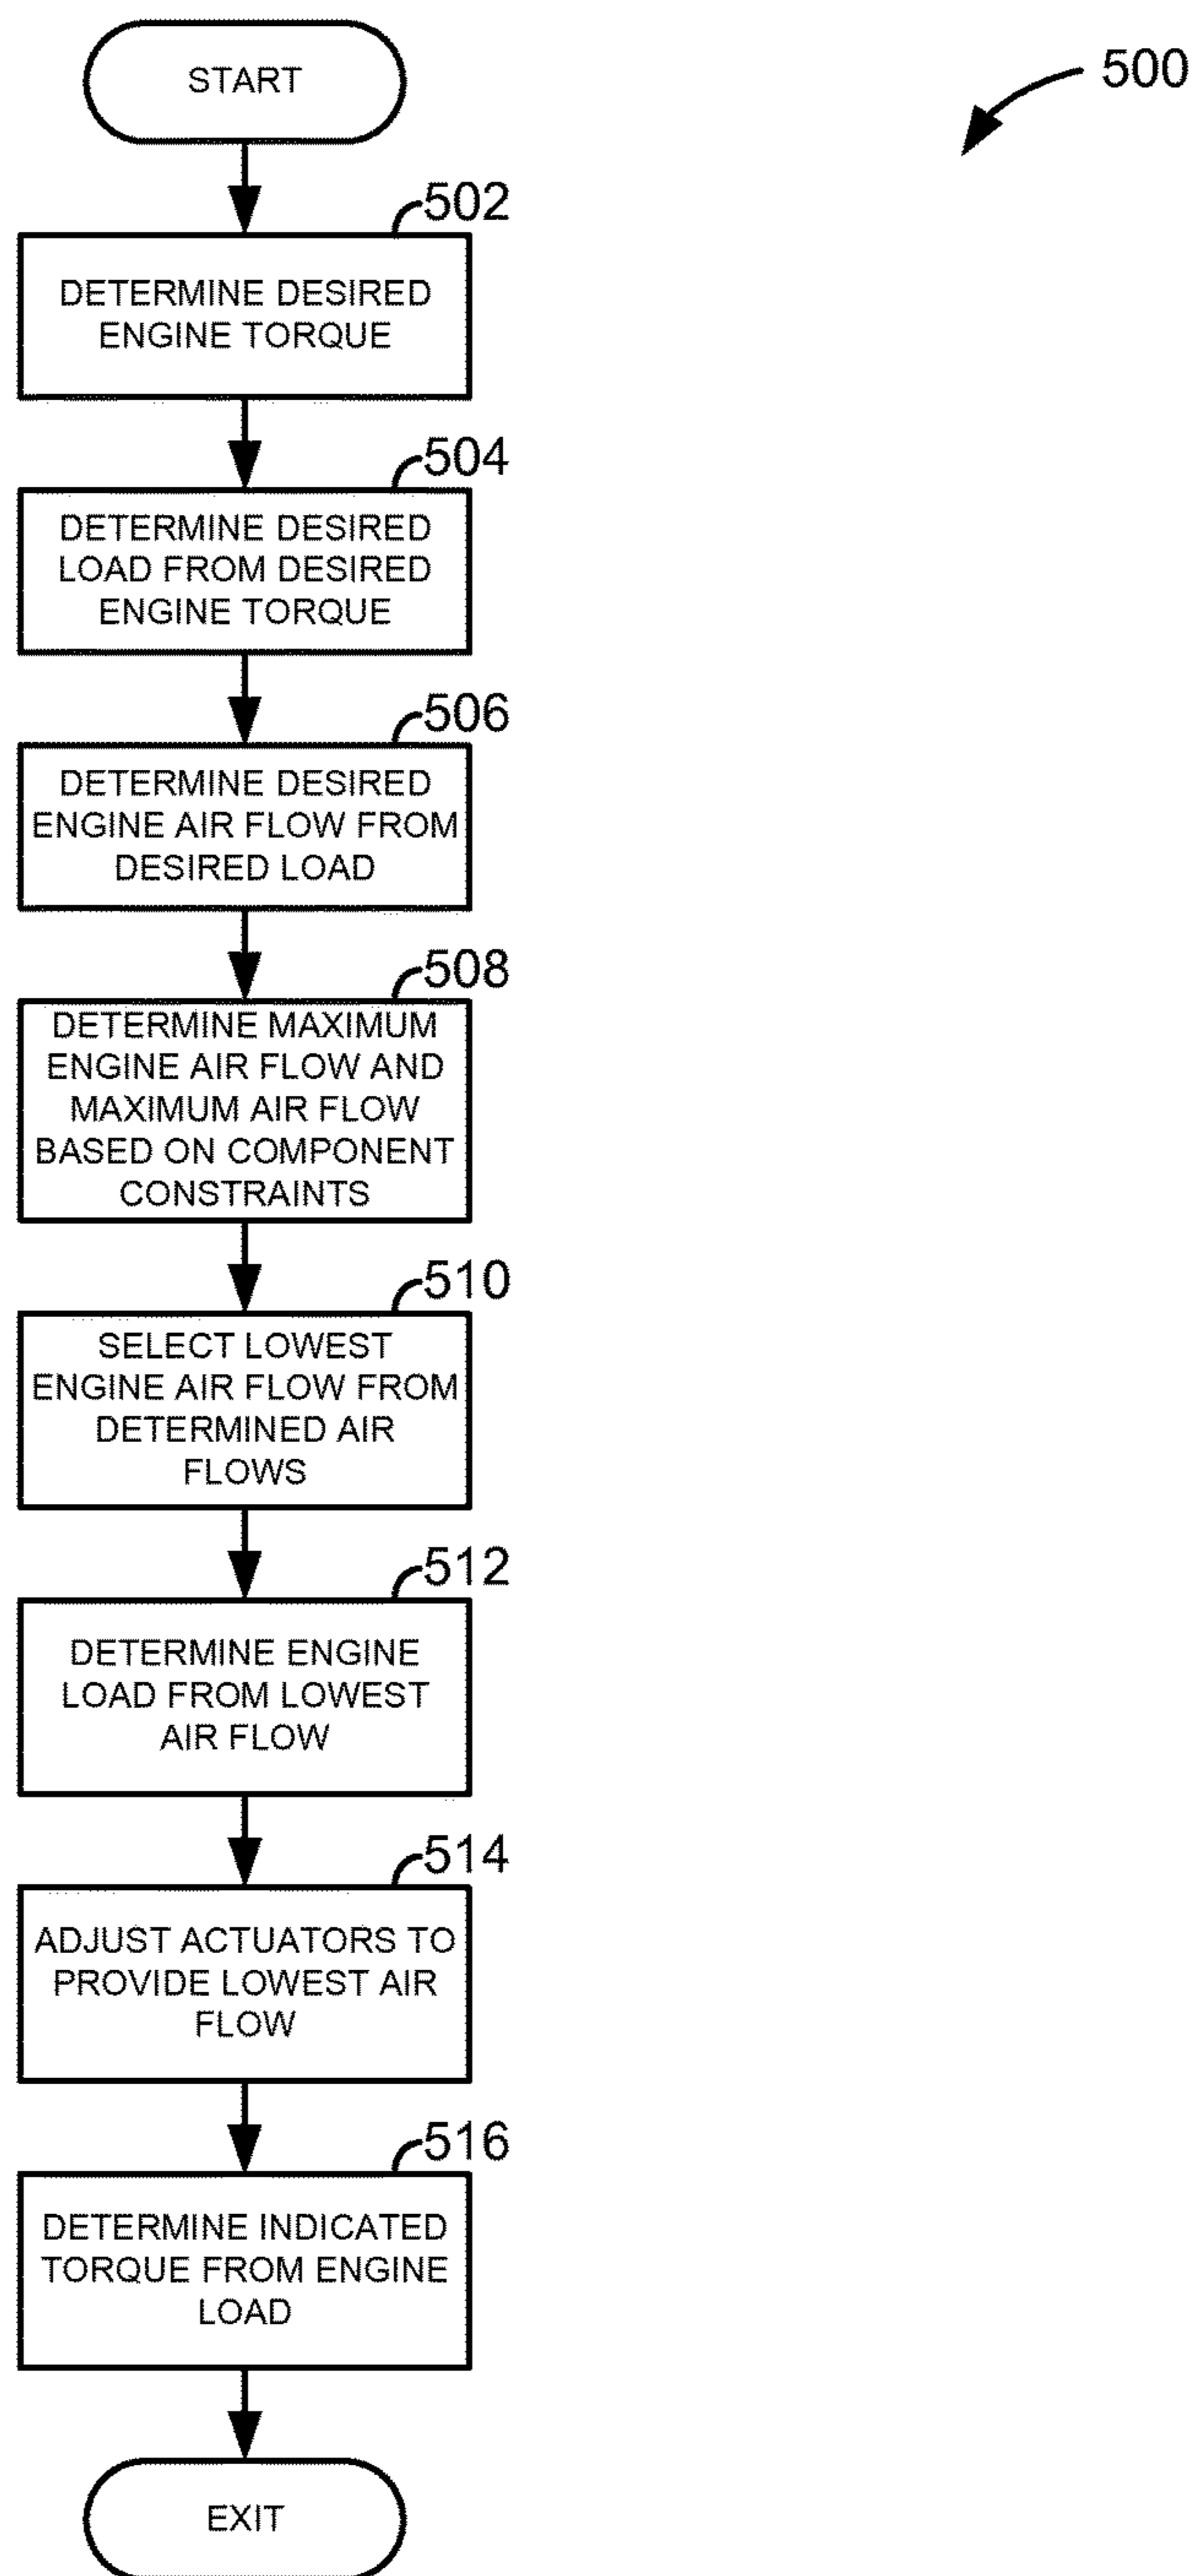 START
500
502
DETERMINE DESIRED
ENGINE TORQUE
504
DETERMINE DESIRED
LOAD FROM DESIRED
ENGINE TORQUE
506
DETERMINE DESIRED
ENGINE AIR FLOW FROM
DESIRED LOAD
508
DETERMINE MAXIMUM
ENGINE AIR FLOW AND
MAXIMUM AIR FLOW
BASED ON COMPONENT
CONSTRAINTS
510
SELECT LOWEST
ENGINE AIR FLOW FROM
DETERMINED AIR
FLOWS
512
DETERMINE ENGINE
LOAD FROM LOWEST
AIR FLOW
514
ADJUST ACTUATORS TO
PROVIDE LOWEST AIR
FLOW
516
DETERMINE INDICATED
TORQUE FROM ENGINE
LOAD
EXIT